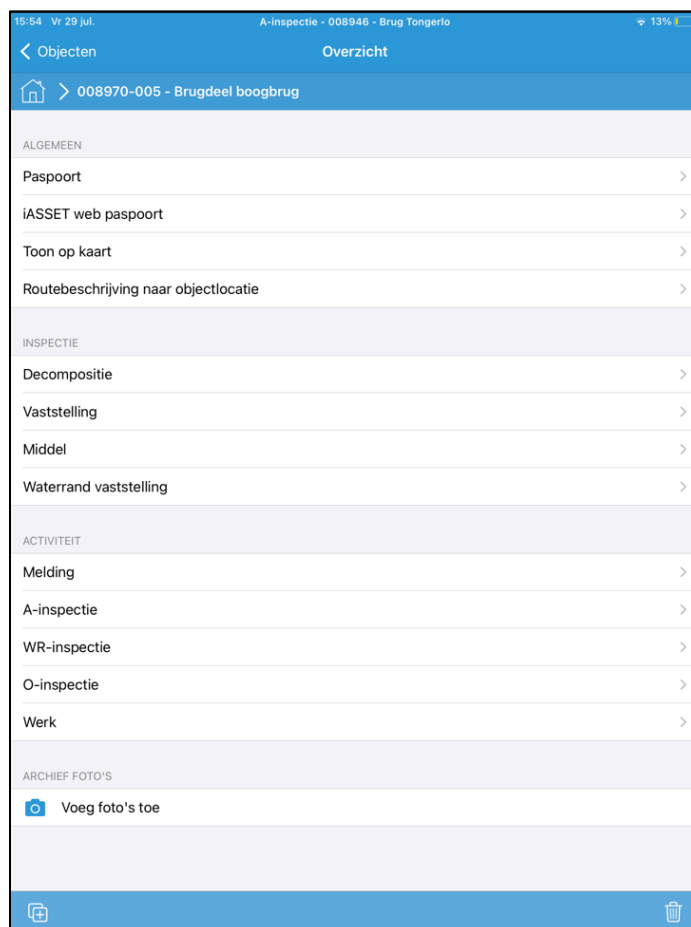 15:54 Vr 29 jul. A-inspectie - 008946 - Brug Tongerlo 13%
Objecten Overzicht
008970-005 - Brugdeel boogbrug
ALGEMEEN
Paspoort
iASSET web paspoort
Toon op kaart
Routebeschrijving naar objectlocatie
INSPECTIE
Decompositie
Vaststelling
Middel
Waterrand vaststelling
ACTIVITEIT
Melding
A-inspectie
WR-inspectie
O-inspectie
Werk
ARCHIEF FOTO'S
Voeg foto's toe